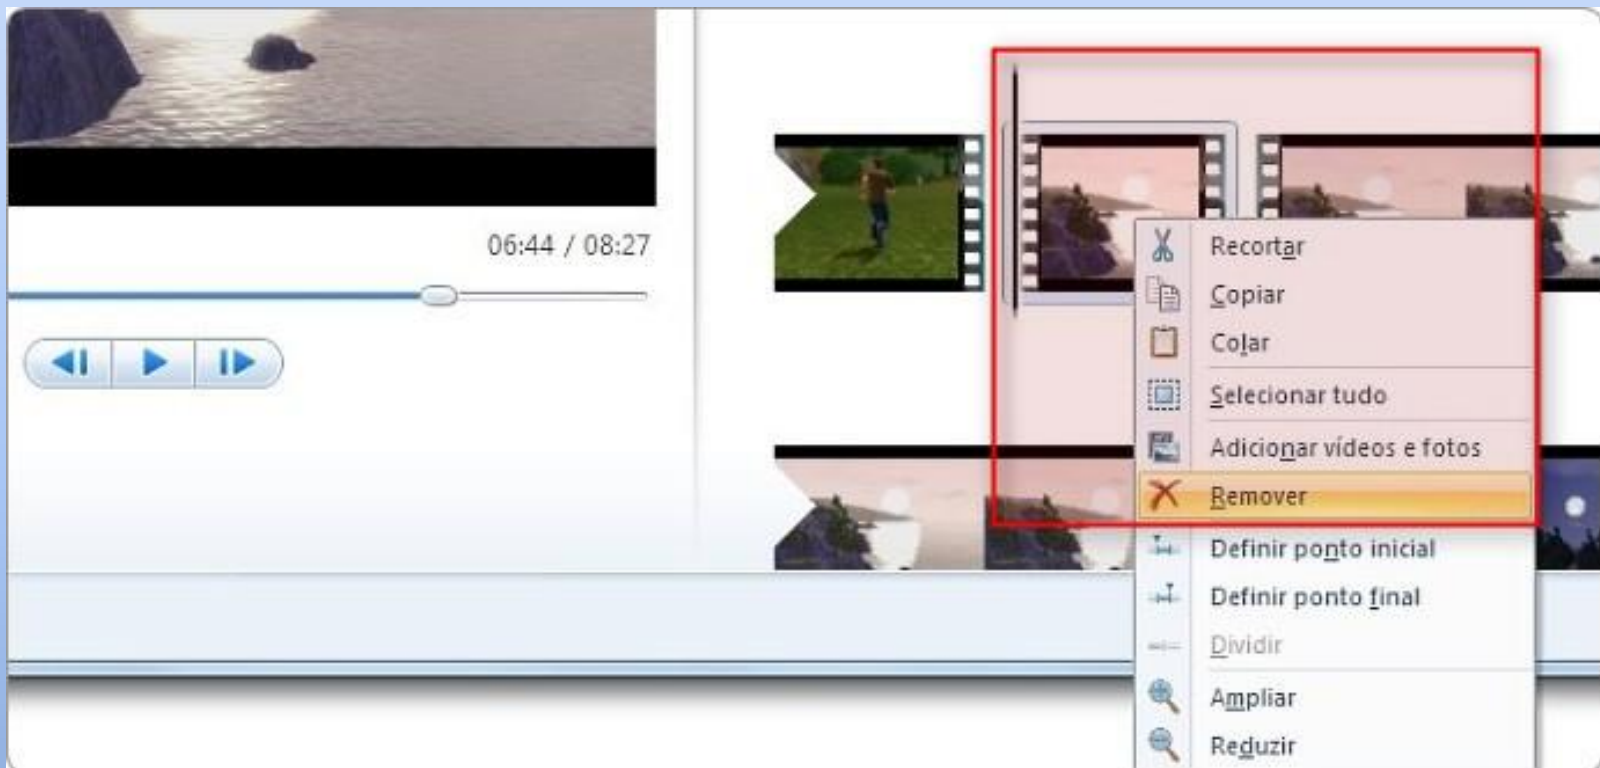 06:44 / 08:27
Recortar
Copiar
Colar
Selecionar tudo
Adicionar vídeos e fotos
Remover
Definir ponto inicial
Definir ponto final
Dividir
Ampliar
Reduzir